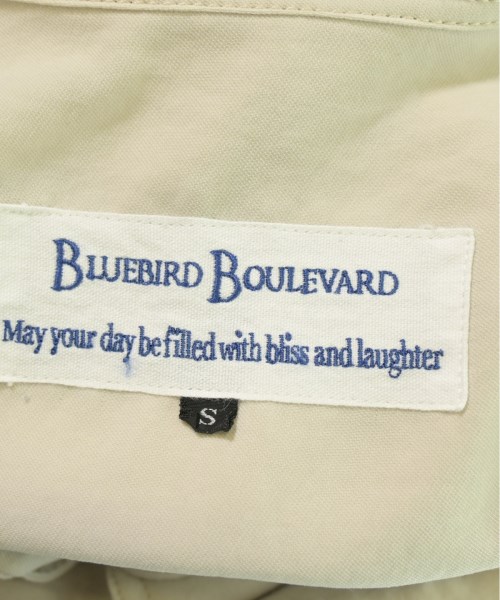 BLUEBIRD BOULEVARD
May your day be filled with bliss and laughter
S